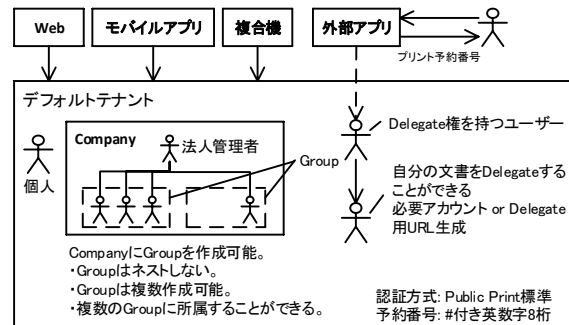 Web
モバイルアプリ
複合機
外部アプリ
プリント予約番号
デフォルトテナント
個人
Company
法人管理者
Group
Delegate権を持つユーザー
自分の文書をDelegateする
ことができる
必要アカウント or Delegate
用URL生成
CompanyにGroupを作成可能。
・Groupはネストしない。
・Groupは複数作成可能。
・複数のGroupに所属することができる。
認証方式: Public Print標準
予約番号: #付き英数字8桁